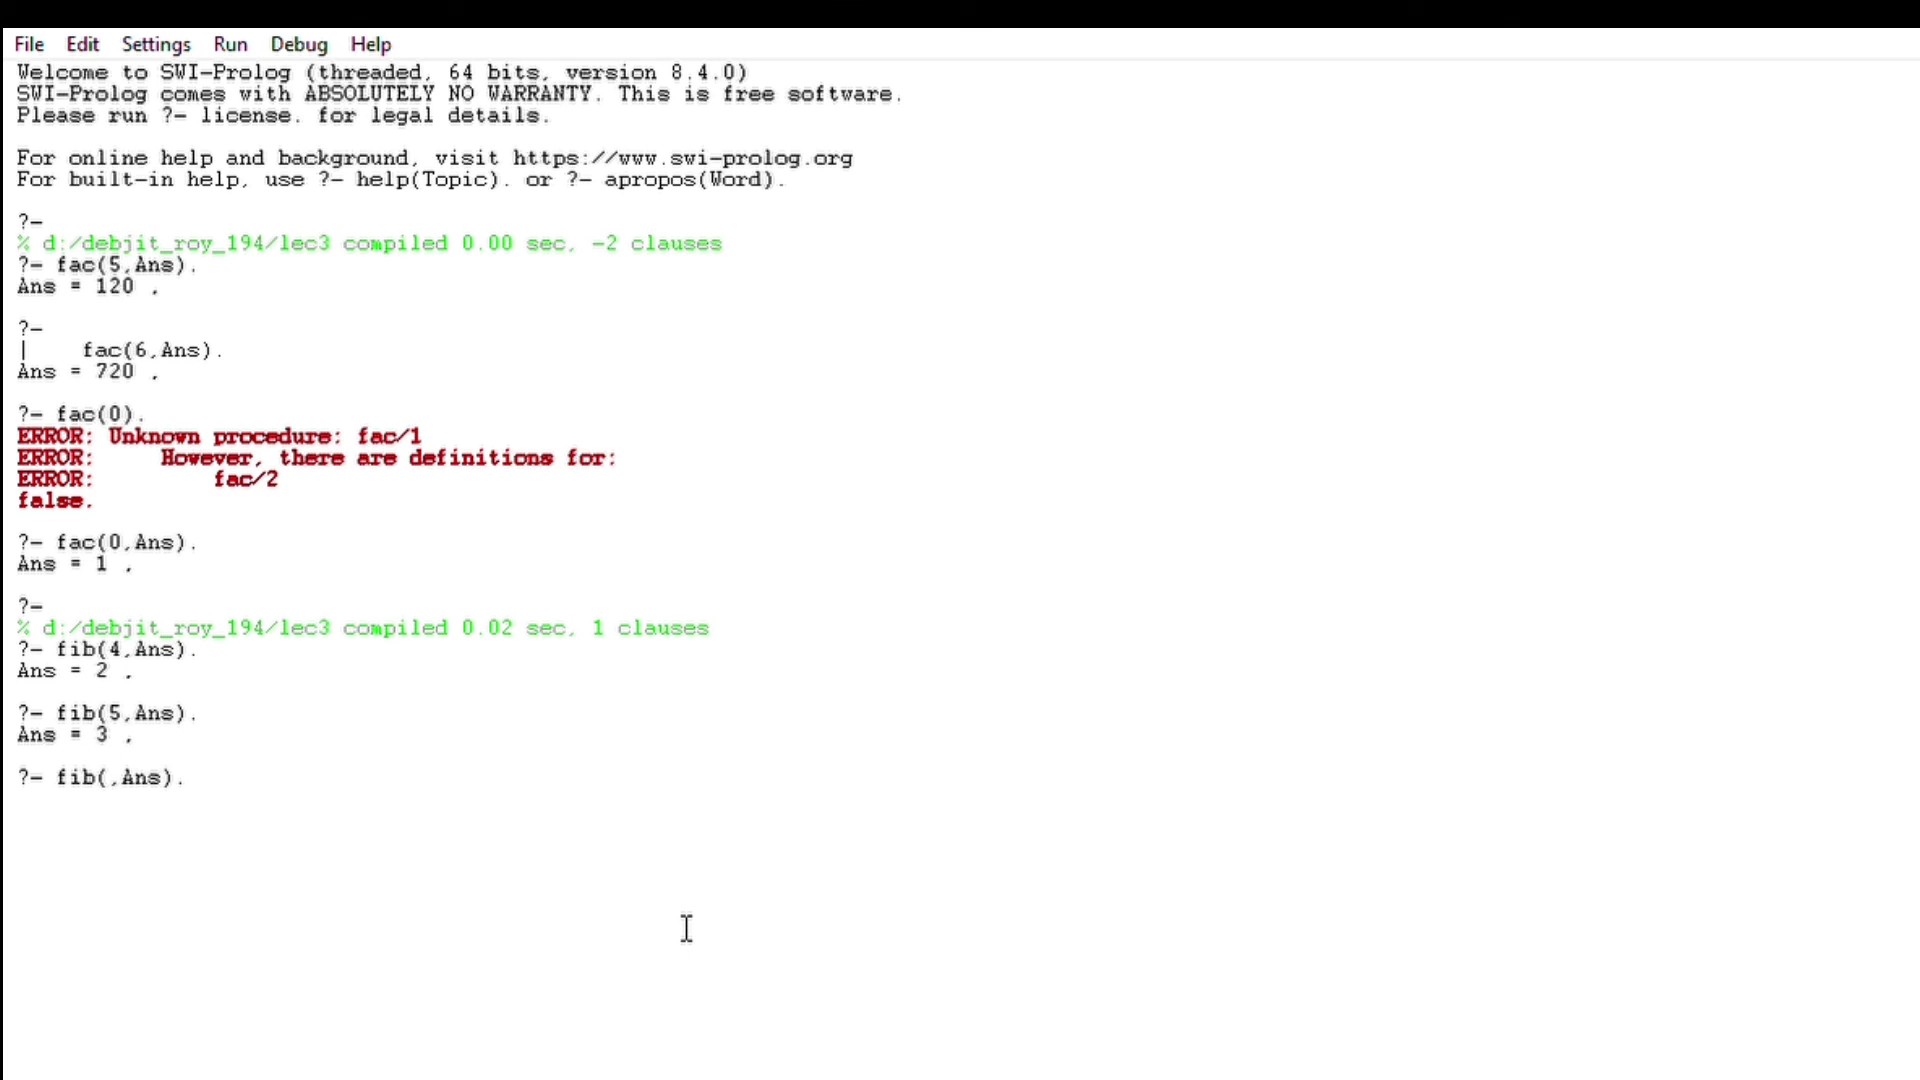 File Edit Settings Run Debug Help
Welcome to SWI-Prolog (threaded, 64 bits, version 8.4.0)
SWI-Prolog comes with ABSOLUTELY NO WARRANTY. This is free software.
Please run ?- license. for legal details.
For online help and background, visit https://www.swi-prolog.org
For built-in help, use ?- help(Topic). or ?- apropos(Word).
?-
% d:/debjit_roy_194/lec3 compiled 0.00 sec, -2 clauses
?- fac(5,Ans).
Ans = 120 .
?-
|    fac(6,Ans).
Ans = 720 .
?- fac(0).
ERROR: Unknown procedure: fac/1
ERROR:     However, there are definitions for:
ERROR:         fac/2
false.
?- fac(0,Ans).
Ans = 1 .
?-
% d:/debjit_roy_194/lec3 compiled 0.02 sec, 1 clauses
?- fib(4,Ans).
Ans = 2 .
?- fib(5,Ans).
Ans = 3 .
?- fib(,Ans).